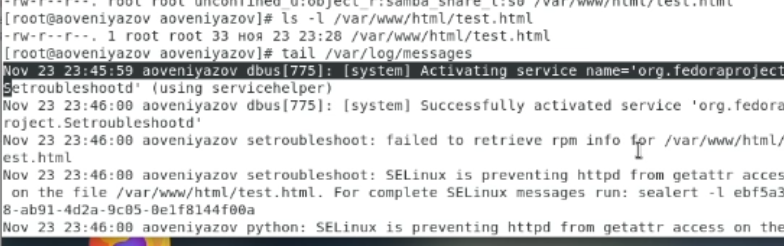 -rw-r--r--. root root unconfined_u:object_r:samba_share_t:s0 /var/www/html/test.html
[root@aoveniyazov aoveniyazov]# ls -l /var/www/html/test.html
-rw-r--r--. 1 root root 33 ноя 23 23:28 /var/www/html/test.html
[root@aoveniyazov aoveniyazov]# tail /var/log/messages
Nov 23 23:45:59 aoveniyazov dbus[775]: [system] Activating service name='org.fedoraproject
Setroubleshootd' (using servicehelper)
Nov 23 23:46:00 aoveniyazov dbus[775]: [system] Successfully activated service 'org.fedora
roject.Setroubleshootd'
Nov 23 23:46:00 aoveniyazov setroubleshoot: failed to retrieve rpm info for /var/www/html/
est.html
Nov 23 23:46:00 aoveniyazov setroubleshoot: SELinux is preventing httpd from getattr acces
on the file /var/www/html/test.html. For complete SELinux messages run: sealert -l ebf5a3
8-ab91-4d2a-9c05-0e1f8144f00a
Nov 23 23:46:00 aoveniyazov python: SELinux is preventing httpd from getattr access on the